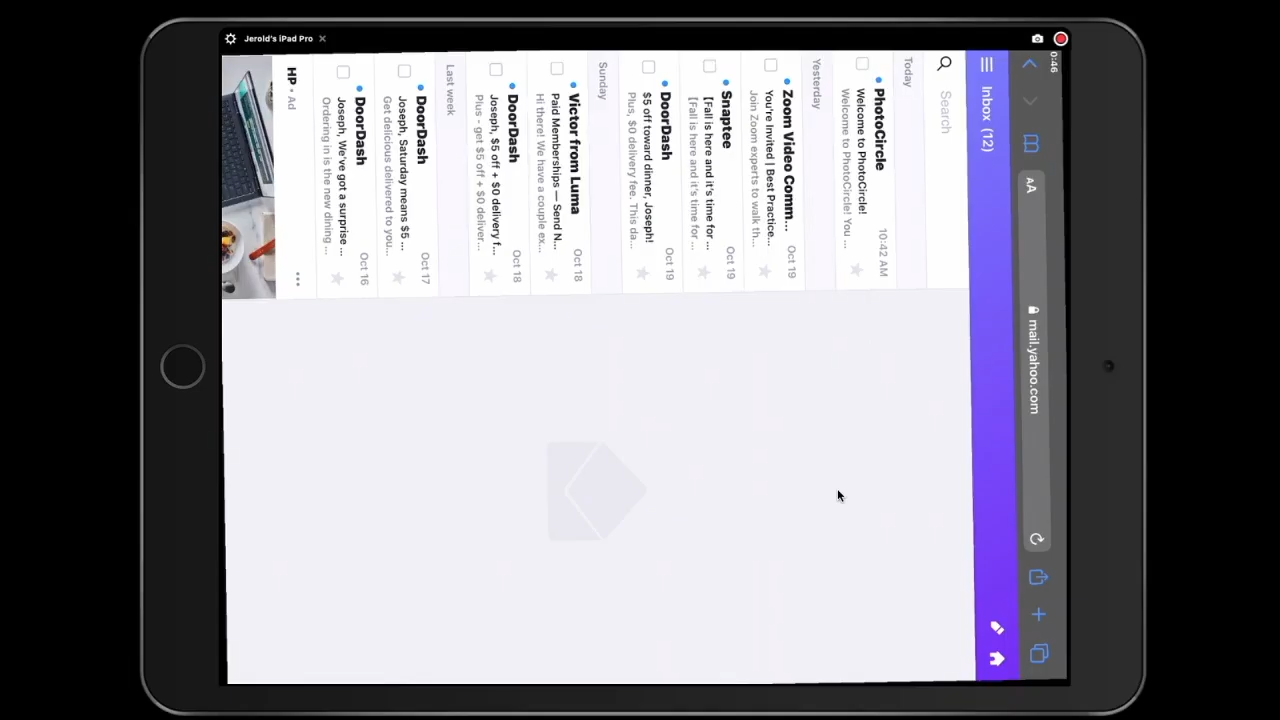 Jerold's iPad Pro
0:46
AA
mail.yahoo.com
Inbox (12)
Search
Today
PhotoCircle
10:42 AM
Welcome to PhotoCircle!
Welcome to PhotoCircle! You ...
Yesterday
Zoom Video Comm...
Oct 19
You're Invited | Best Practice...
Join Zoom experts to walk th...
Snaptee
Oct 19
[Fall is here and it's time for ...
[Fall is here and it's time for ...
DoorDash
Oct 19
$5 off toward dinner, Joseph!
Plus, $0 delivery fee. This da...
Sunday
Victor from Luma
Oct 18
Paid Memberships — Send N...
Hi there! We have a couple ex...
DoorDash
Oct 18
Joseph, $5 off + $0 delivery f...
Plus - get $5 off + $0 deliver...
Last week
DoorDash
Oct 17
Joseph, Saturday means $5 ...
Get delicious delivered to you...
DoorDash
Oct 16
Joseph, We've got a surprise ...
Ordering in is the new dining ...
HP • Ad